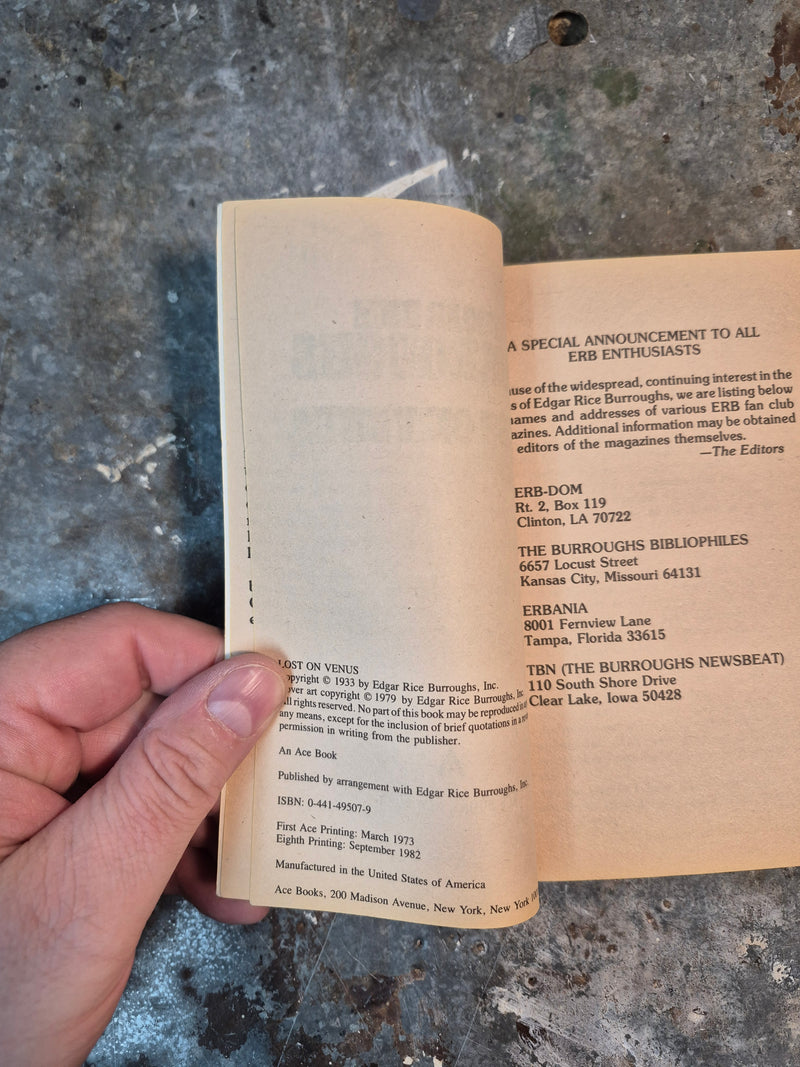 LOST ON VENUS
opyright © 1933 by Edgar Rice Burroughs, Inc.
over art copyright © 1979 by Edgar Rice Burroughs, Inc
ll rights reserved. No part of this book may be reproduced in
any means, except for the inclusion of brief quotations in a
permission in writing from the publisher.
An Ace Book
Published by arrangement with Edgar Rice Burroughs, Inc.
ISBN: 0-441-49507-9
First Ace Printing: March 1973
Eighth Printing: September 1982
Manufactured in the United States of America
Ace Books, 200 Madison Avenue, New York, New York
A SPECIAL ANNOUNCEMENT TO ALL
ERB ENTHUSIASTS
use of the widespread, continuing interest in the
s of Edgar Rice Burroughs, we are listing below
names and addresses of various ERB fan club
azines. Additional information may be obtained
editors of the magazines themselves.
—The Editors
ERB-DOM
Rt. 2, Box 119
Clinton, LA 70722
THE BURROUGHS BIBLIOPHILES
6657 Locust Street
Kansas City, Missouri 64131
ERBANIA
8001 Fernview Lane
Tampa, Florida 33615
TBN (THE BURROUGHS NEWSBEAT)
110 South Shore Drive
Clear Lake, Iowa 50428